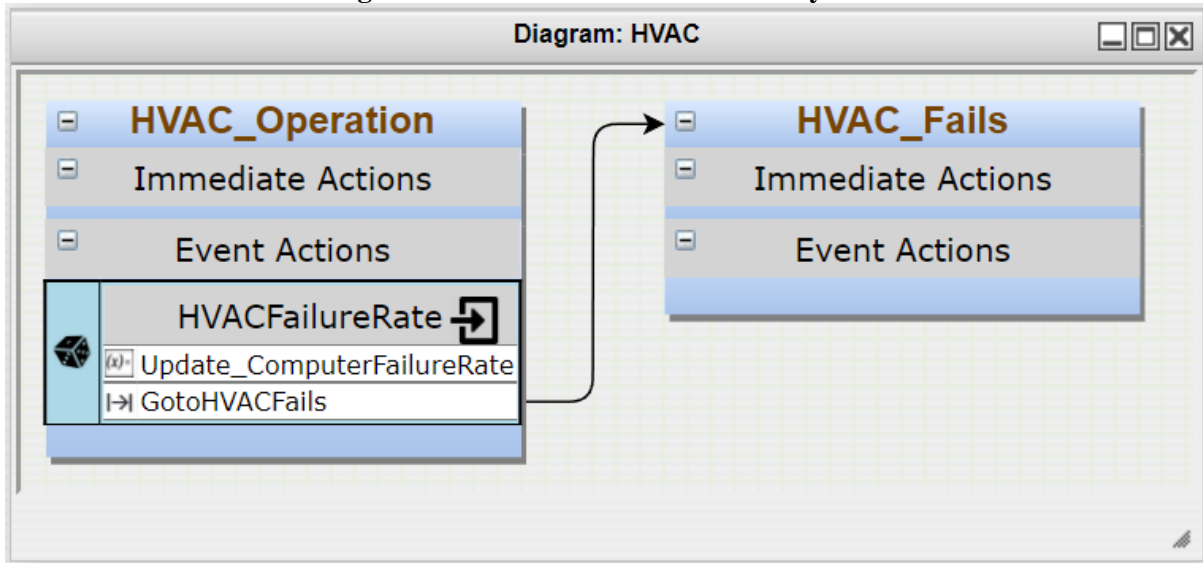 Diagram: HVAC
HVAC_Operation
Immediate Actions
Event Actions
HVACFailureRate
(x)= Update_ComputerFailureRate
GotoHVACFails
HVAC_Fails
Immediate Actions
Event Actions